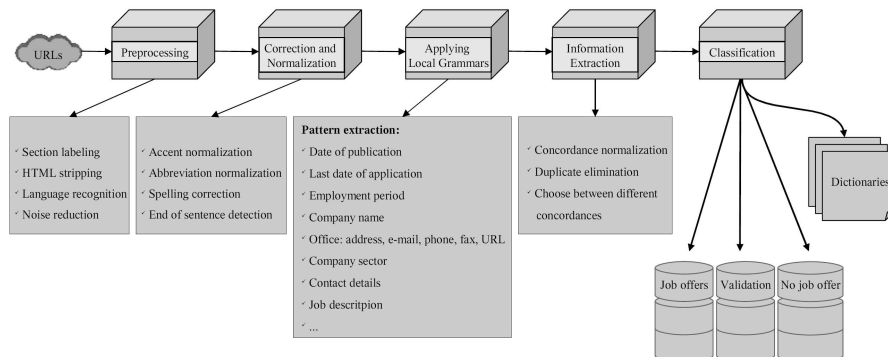 URLs
Preprocessing
Correction and
Normalization
Applying
Local Grammars
Information
Extraction
Classification
Section labeling
HTML stripping
Language recognition
Noise reduction
Accent normalization
Abbreviation normalization
Spelling correction
End of sentence detection
Pattern extraction:
Date of publication
Last date of application
Employment period
Company name
Office: address, e-mail, phone, fax, URL
Company sector
Contact details
Job descritpion
...
Concordance normalization
Duplicate elimination
Choose between different
concordances
Dictionaries
Job offers
Validation
No job offer